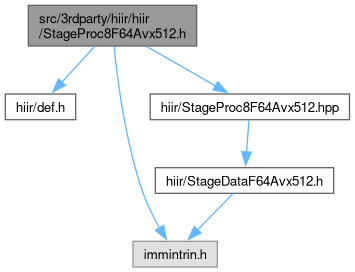 src/3rdparty/hiir/hiir
/StageProc8F64Avx512.h
hiir/def.h
hiir/StageProc8F64Avx512.hpp
hiir/StageDataF64Avx512.h
immintrin.h